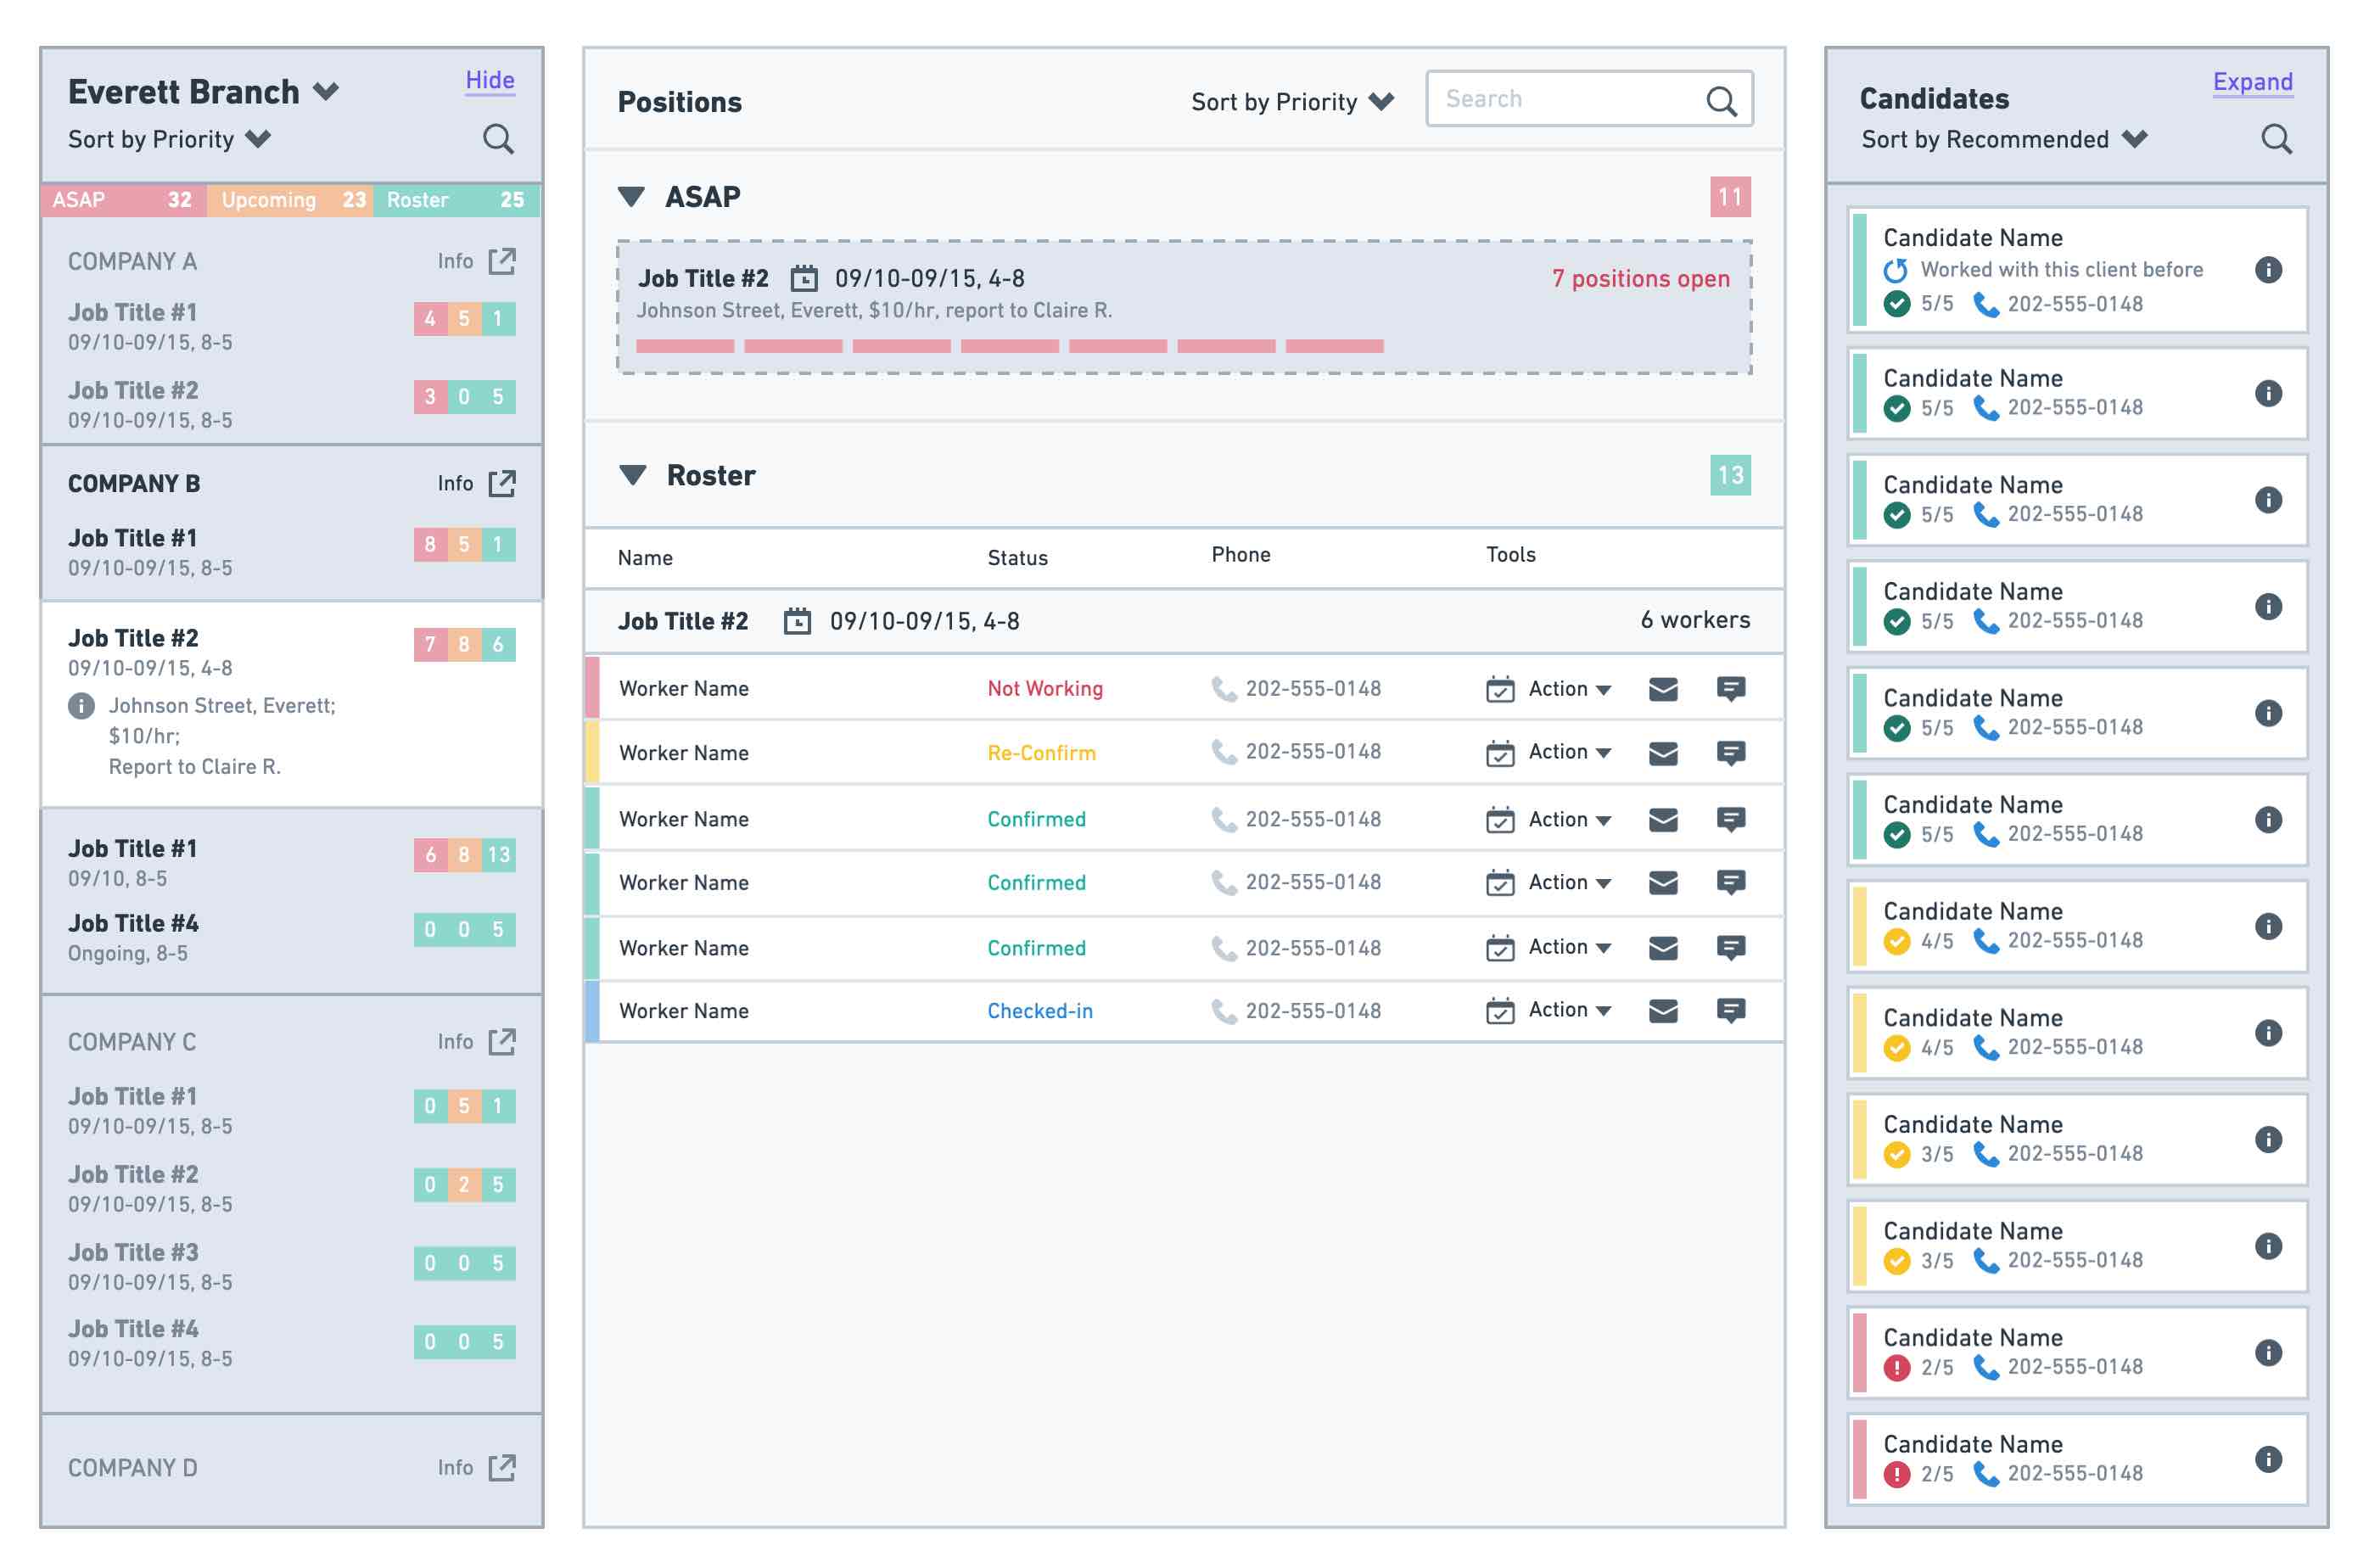 Everett Branch
Hide
Sort by Priority
ASAP 32 Upcoming 23 Roster 25
COMPANY A Info
Job Title #1 4 5 1
09/10-09/15, 8-5
Job Title #2 3 0 5
09/10-09/15, 8-5
COMPANY B Info
Job Title #1 8 5 1
09/10-09/15, 8-5
Job Title #2 7 8 6
09/10-09/15, 4-8
Johnson Street, Everett;
$10/hr;
Report to Claire R.
Job Title #1 6 8 13
09/10, 8-5
Job Title #4 0 0 5
Ongoing, 8-5
COMPANY C Info
Job Title #1 0 5 1
09/10-09/15, 8-5
Job Title #2 0 2 5
09/10-09/15, 8-5
Job Title #3 0 0 5
09/10-09/15, 8-5
Job Title #4 0 0 5
09/10-09/15, 8-5
COMPANY D Info
Positions Sort by Priority Search
ASAP 11
Job Title #2 09/10-09/15, 4-8 7 positions open
Johnson Street, Everett, $10/hr, report to Claire R.
Roster 13
Name Status Phone Tools
Job Title #2 09/10-09/15, 4-8 6 workers
Worker Name Not Working 202-555-0148 Action
Worker Name Re-Confirm 202-555-0148 Action
Worker Name Confirmed 202-555-0148 Action
Worker Name Confirmed 202-555-0148 Action
Worker Name Confirmed 202-555-0148 Action
Worker Name Checked-in 202-555-0148 Action
Candidates
Expand
Sort by Recommended
Candidate Name
Worked with this client before
5/5 202-555-0148
Candidate Name
5/5 202-555-0148
Candidate Name
5/5 202-555-0148
Candidate Name
5/5 202-555-0148
Candidate Name
5/5 202-555-0148
Candidate Name
5/5 202-555-0148
Candidate Name
4/5 202-555-0148
Candidate Name
4/5 202-555-0148
Candidate Name
3/5 202-555-0148
Candidate Name
3/5 202-555-0148
Candidate Name
2/5 202-555-0148
Candidate Name
2/5 202-555-0148